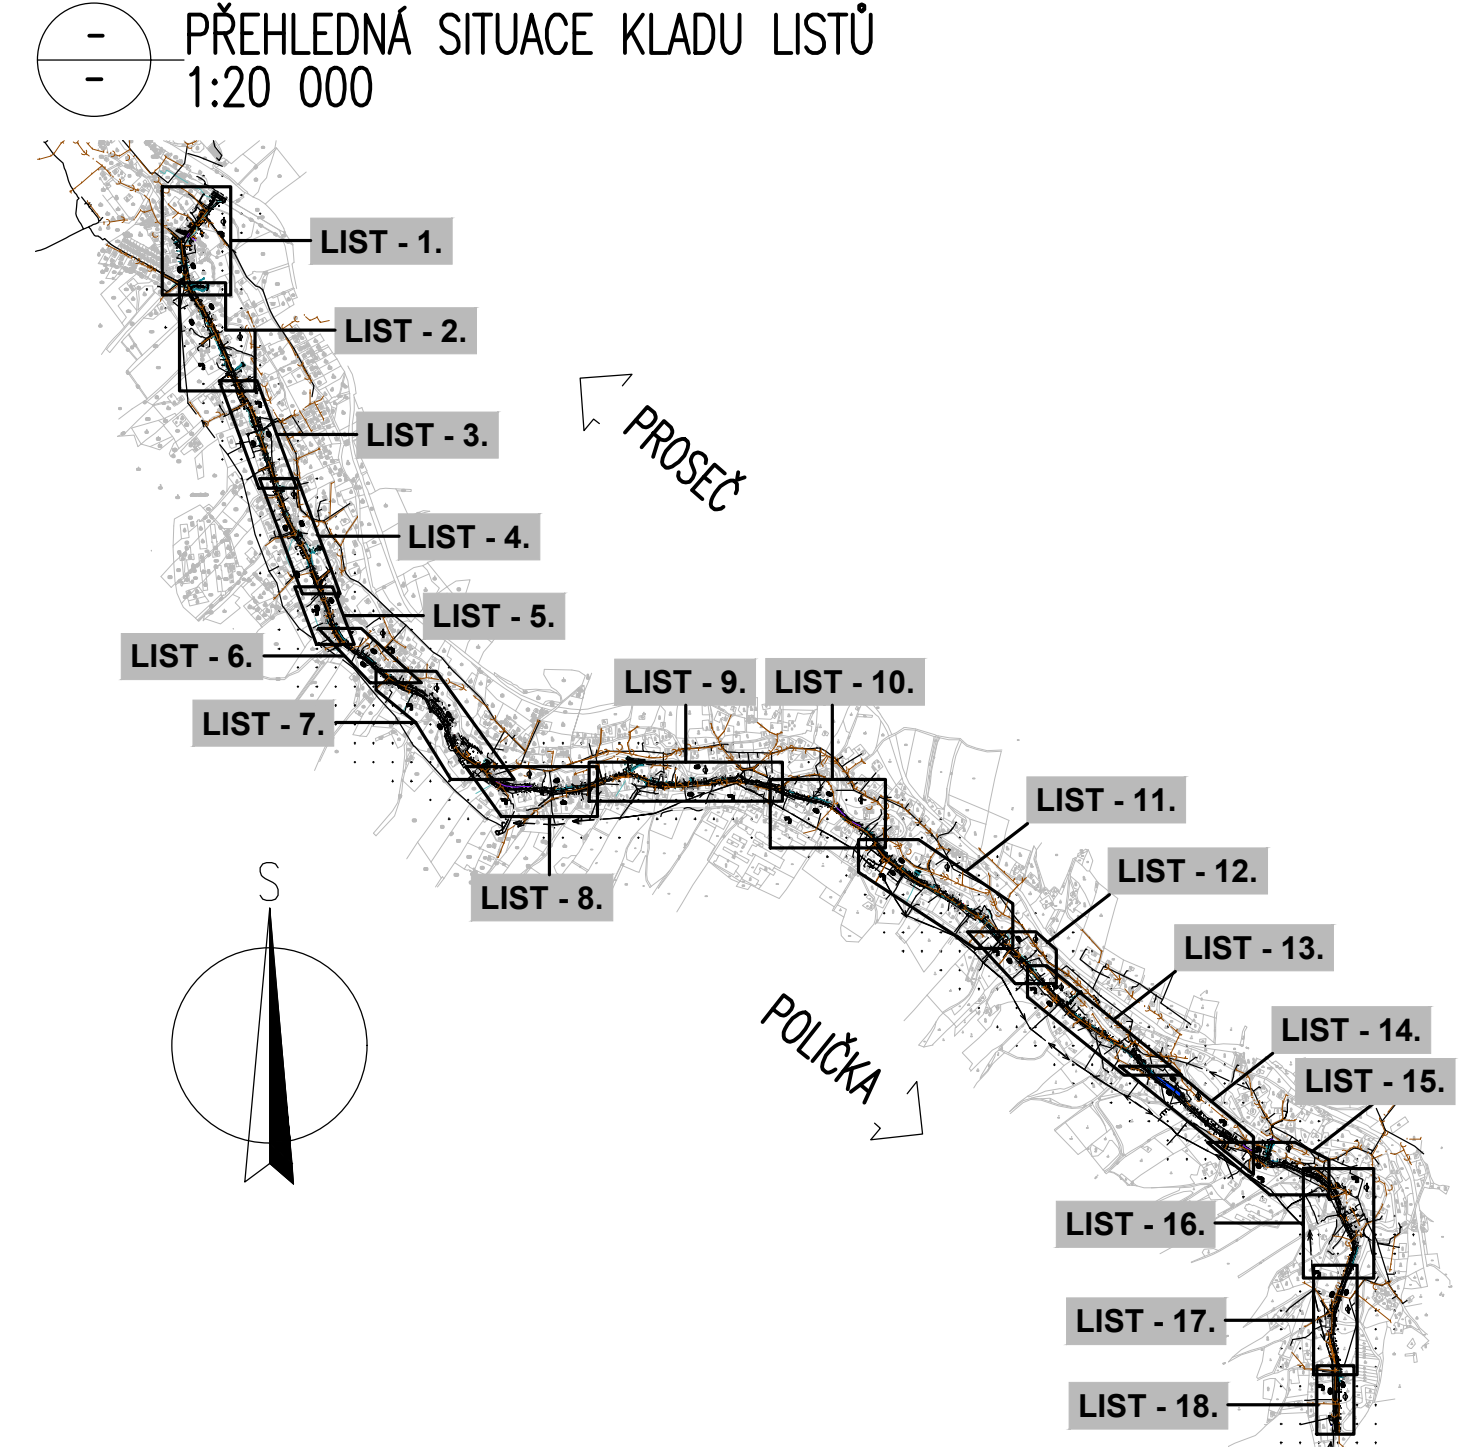 -
-
PŘEHLEDNÁ SITUACE KLADU LISTŮ
1:20 000
LIST - 1.
LIST - 2.
LIST - 3.
PROSEČ
LIST - 4.
LIST - 5.
LIST - 6.
LIST - 7.
LIST - 9.
LIST - 10.
LIST - 11.
LIST - 8.
LIST - 12.
S
LIST - 13.
POLIČKA
LIST - 14.
LIST - 15.
LIST - 16.
LIST - 17.
LIST - 18.